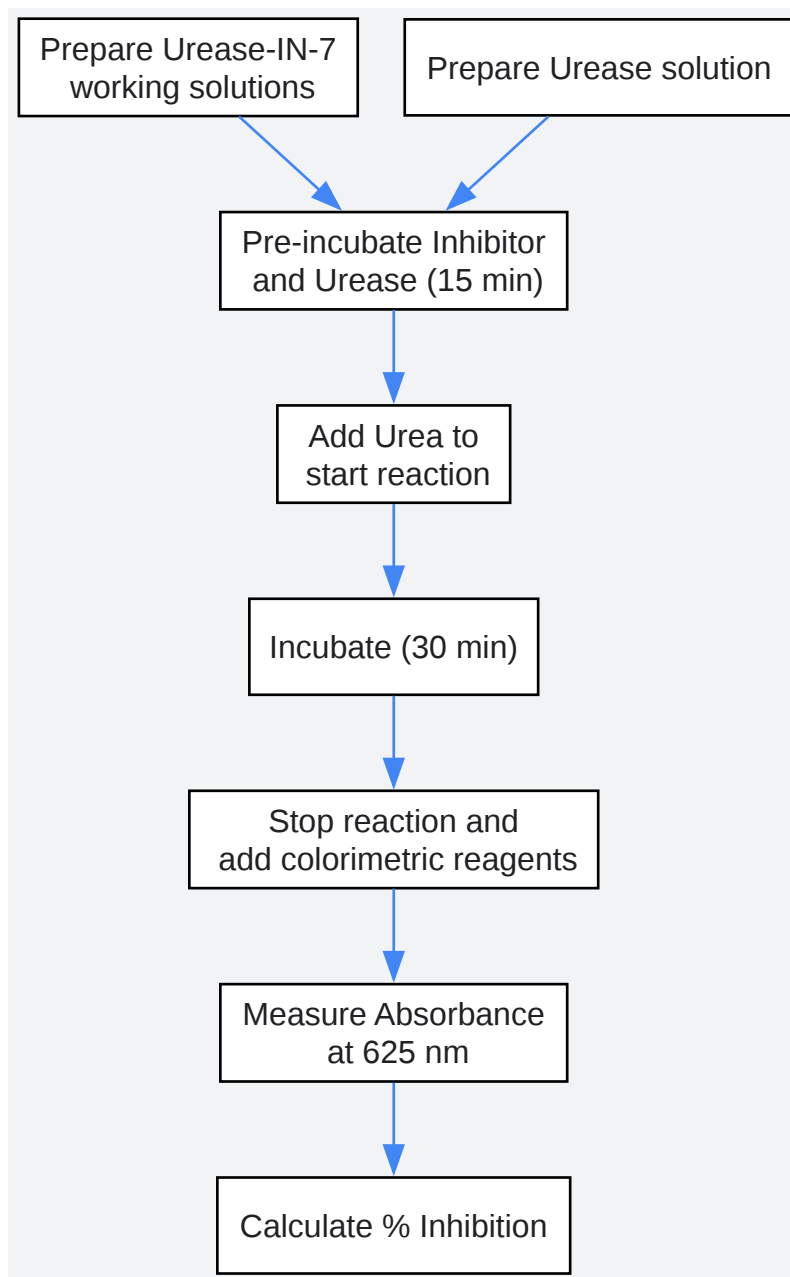 Prepare Urease-IN-7
working solutions
Prepare Urease solution
Pre-incubate Inhibitor
and Urease (15 min)
Add Urea to
start reaction
Incubate (30 min)
Stop reaction and
add colorimetric reagents
Measure Absorbance
at 625 nm
Calculate % Inhibition